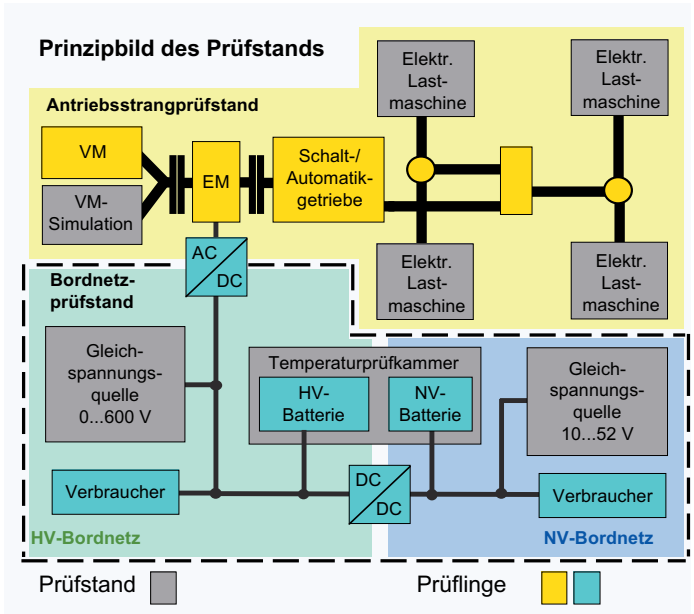 Prinzipbild des Prüfstands
Antriebsstrangprüfstand
Elektr.
Last-
maschine
Elektr.
Last-
maschine
VM
VM-
Simulation
EM
Schalt-/
Automatik-
getriebe
Elektr.
Last-
maschine
Elektr.
Last-
maschine
AC
DC
Bordnetz-
prüfstand
Gleich-
spannungs-
quelle
0...600 V
Temperaturprüfkammer
HV-
Batterie
NV-
Batterie
Gleich-
spannungs-
quelle
10...52 V
Verbraucher
DC
DC
Verbraucher
HV-Bordnetz
NV-Bordnetz
Prüfstand
Prüflinge